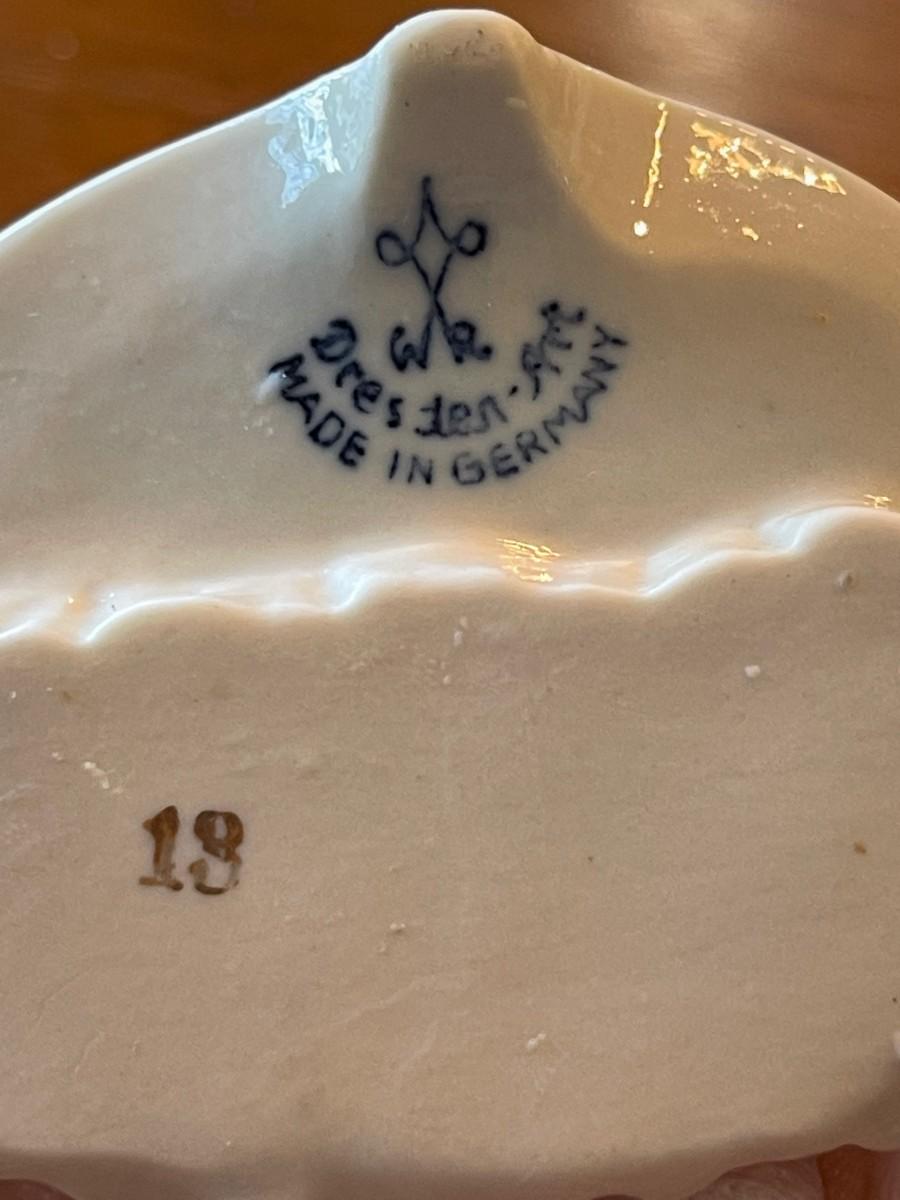 W R
Dresden-Art
MADE IN GERMANY
18